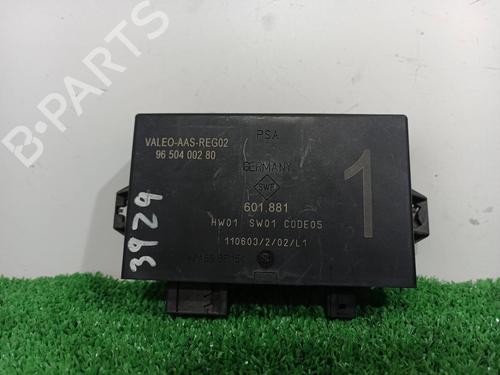 VALEO-AAS-REG02
96 504 002 80
PSA
GERMANY
SWF
601.881
HW01 SW01 CODE05
110603/2/02/L1
1
3929
B-PARTS